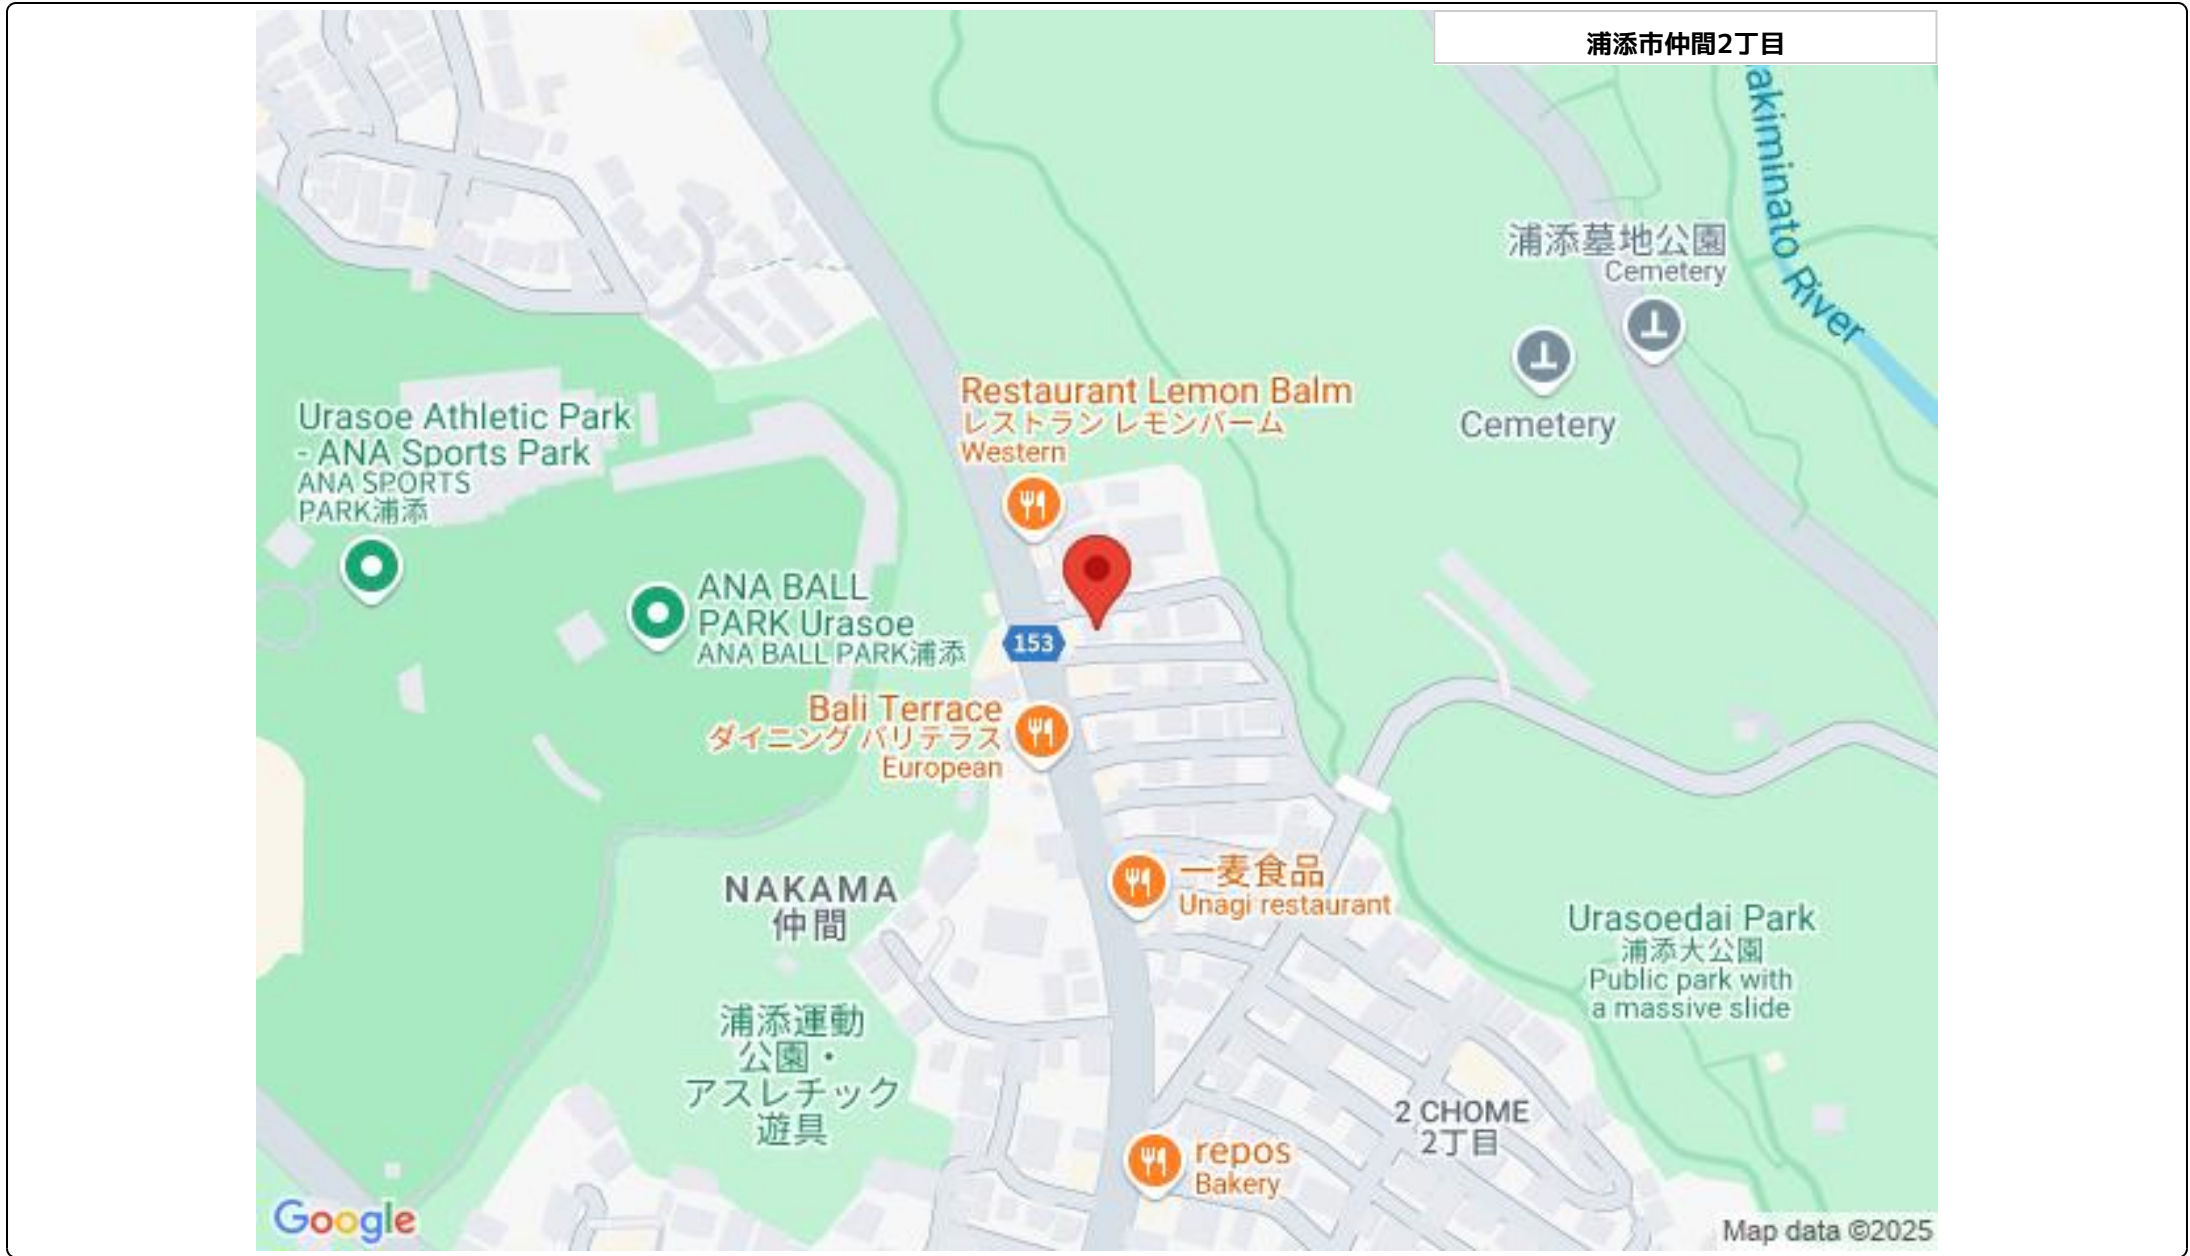 浦添市仲間2丁目
akiminato River
浦添墓地公園
Cemetery
Cemetery
Restaurant Lemon Balm
レストラン レモンバーム
Western
Urasoe Athletic Park
- ANA Sports Park
ANA SPORTS
PARK浦添
ANA BALL
PARK Urasoe
ANA BALL PARK浦添
153
Bali Terrace
ダイニング バリテラス
European
一麦食品
Unagi restaurant
NAKAMA
仲間
Urasoedai Park
浦添大公園
Public park with
a massive slide
浦添運動
公園・
アスレチック
遊具
2 CHOME
2丁目
repos
Bakery
Google
Map data ©2025